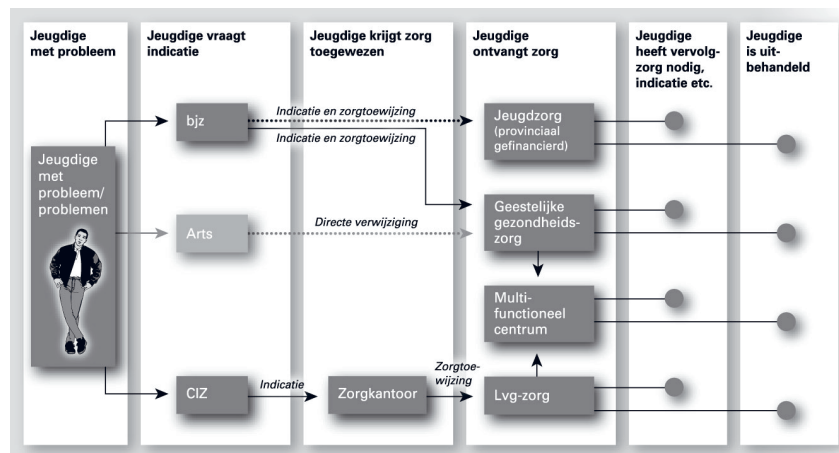 Jeugdige
met probleem
Jeugdige vraagt
indicatie
Jeugdige krijgt zorg
toegewezen
Jeugdige
ontvangt zorg
Jeugdige
heeft vervolg-
zorg nodig,
indicatie etc.
Jeugdige
is uit-
behandeld
Jeugdige
met
probleem/
problemen
bjz
Indicatie en zorgtoewijzing
Indicatie en zorgtoewijzing
Jeugdzorg
(provinciaal
gefinancierd)
Arts
Directe verwijziging
Geestelijke
gezondheids-
zorg
Multi-
functioneel
centrum
CIZ
Indicatie
Zorgkantoor
Zorgtoe-
wijzing
Lvg-zorg